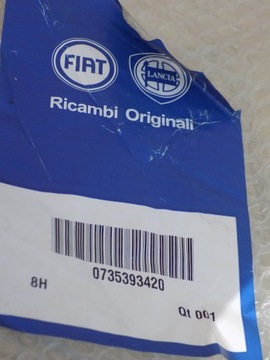 FIAT LANCIA
Ricambi Originali
0735393420
8H
Qt 001